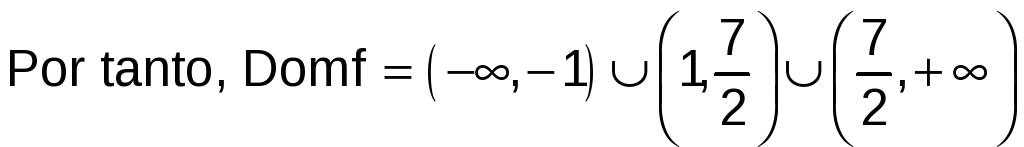 Por tanto, Domf = (−∞,−1) ∪ (1, 7/2) ∪ (7/2, +∞)